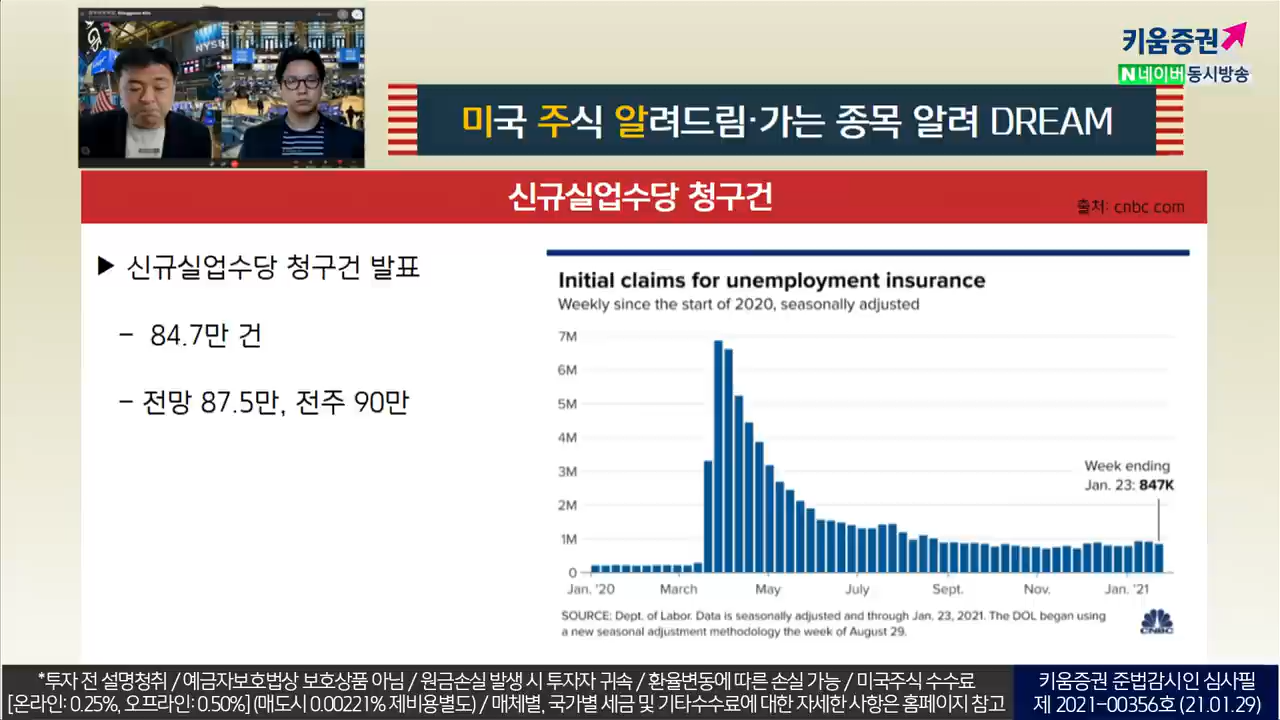 키움증권
N 네이버 동시방송
NYSE
미국 주식 알려드림·가는 종목 알려 DREAM
신규실업수당 청구건
출처: cnbc com
▶ 신규실업수당 청구건 발표
- 84.7만 건
- 전망 87.5만, 전주 90만
Initial claims for unemployment insurance
Weekly since the start of 2020, seasonally adjusted
7M
6M
5M
4M
3M
2M
1M
0
Week ending
Jan. 23: 847K
Jan. '20 March May July Sept. Nov. Jan. '21
SOURCE: Dept. of Labor. Data is seasonally adjusted and through Jan. 23, 2021. The DOL began using
a new seasonal adjustment methodology the week of August 29.
CNBC
*투자 전 설명청취 / 예금자보호법상 보호상품 아님 / 원금손실 발생 시 투자자 귀속 / 환율변동에 따른 손실 가능 / 미국주식 수수료
[온라인: 0.25%, 오프라인: 0.50%] (매도시 0.00221% 제비용별도) / 매체별, 국가별 세금 및 기타수수료에 대한 자세한 사항은 홈페이지 참고
키움증권 준법감시인 심사필
제 2021-00356호 (21.01.29)